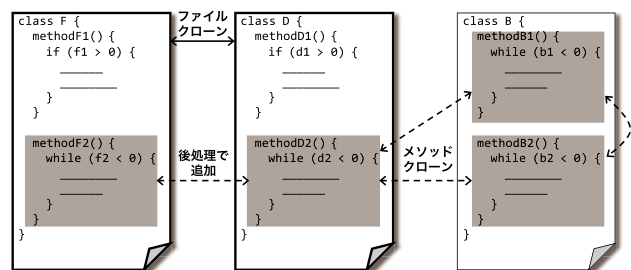 class F {
methodF1() {
if (f1 > 0) {
}
}
methodF2() {
while (f2 < 0) {
}
}
}
ファイル
クローン
後処理で
追加
class D {
methodD1() {
if (d1 > 0) {
}
}
methodD2() {
while (d2 < 0) {
}
}
}
メソッド
クローン
class B {
methodB1() {
while (b1 < 0) {
}
}
methodB2() {
while (b2 < 0) {
}
}
}